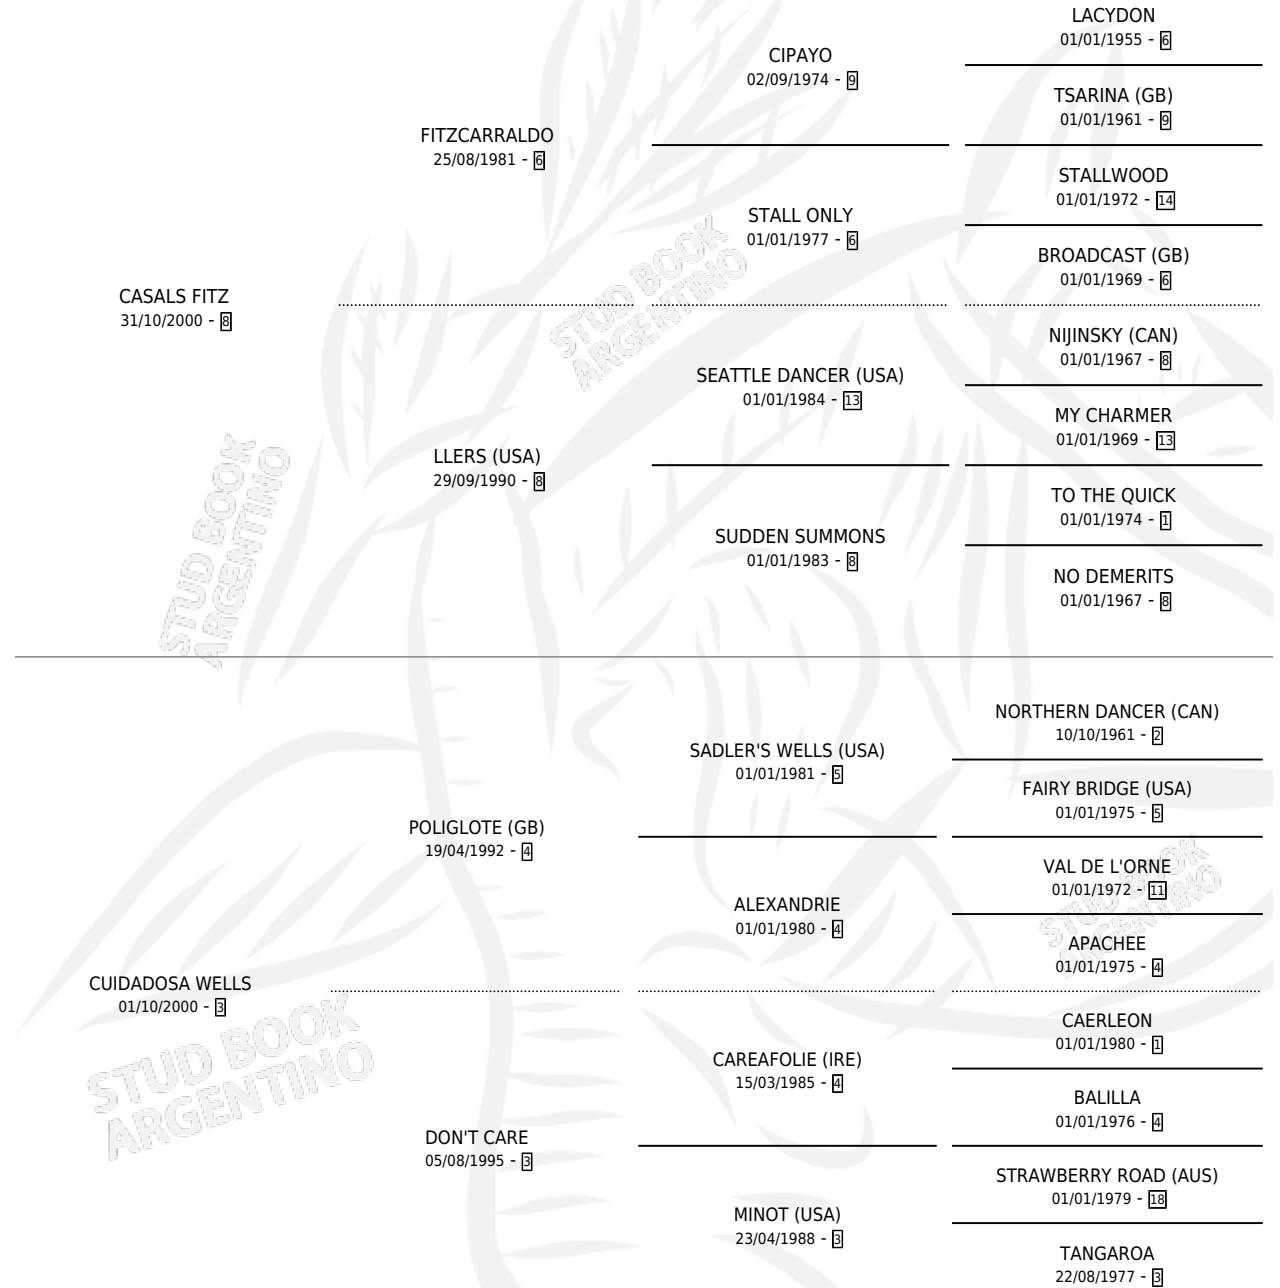 LACYDON
01/01/1955 - 6
CIPAYO
02/09/1974 - 9
TSARINA (GB)
01/01/1961 - 9
FITZCARRALDO
25/08/1981 - 6
STALLWOOD
01/01/1972 - 14
STALL ONLY
01/01/1977 - 6
BROADCAST (GB)
01/01/1969 - 6
CASALS FITZ
31/10/2000 - 8
STUD BOOK
ARGENTINO
NIJINSKY (CAN)
01/01/1967 - 8
SEATTLE DANCER (USA)
01/01/1984 - 13
MY CHARMER
01/01/1969 - 13
LLERS (USA)
29/09/1990 - 8
TO THE QUICK
01/01/1974 - 1
SUDDEN SUMMONS
01/01/1983 - 8
NO DEMERITS
01/01/1967 - 8
STUD BOOK
ARGENTINO
NORTHERN DANCER (CAN)
10/10/1961 - 2
SADLER'S WELLS (USA)
01/01/1981 - 5
FAIRY BRIDGE (USA)
01/01/1975 - 5
POLIGLOTE (GB)
19/04/1992 - 4
VAL DE L'ORNE
01/01/1972 - 11
ALEXANDRIE
01/01/1980 - 4
APACHEE
01/01/1975 - 4
STUD BOOK
ARGENTINO
CUIDADOSA WELLS
01/10/2000 - 3
CAERLEON
01/01/1980 - 1
CAREAFOLIE (IRE)
15/03/1985 - 4
BALILLA
01/01/1976 - 4
STUD BOOK
ARGENTINO
DON'T CARE
05/08/1995 - 3
STRAWBERRY ROAD (AUS)
01/01/1979 - 18
MINOT (USA)
23/04/1988 - 3
TANGAROA
22/08/1977 - 3